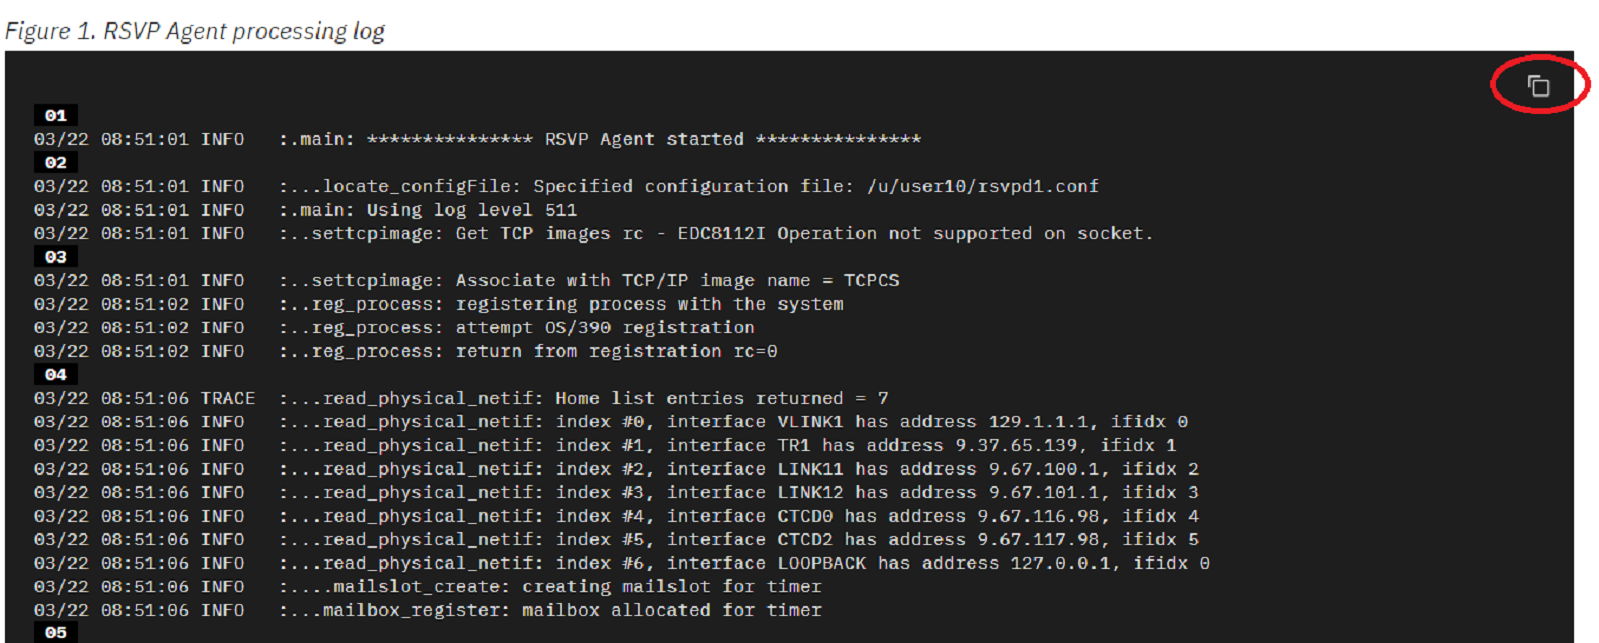 Figure 1. RSVP Agent processing log
01
03/22 08:51:01 INFO   :.main: *************** RSVP Agent started ***************
02
03/22 08:51:01 INFO   :...locate_configFile: Specified configuration file: /u/user10/rsvpd1.conf
03/22 08:51:01 INFO   :.main: Using log level 511
03/22 08:51:01 INFO   :..settcpimage: Get TCP images rc - EDC8112I Operation not supported on socket.
03
03/22 08:51:01 INFO   :..settcpimage: Associate with TCP/IP image name = TCPCS
03/22 08:51:02 INFO   :..reg_process: registering process with the system
03/22 08:51:02 INFO   :..reg_process: attempt OS/390 registration
03/22 08:51:02 INFO   :..reg_process: return from registration rc=0
04
03/22 08:51:06 TRACE  :...read_physical_netif: Home list entries returned = 7
03/22 08:51:06 INFO   :...read_physical_netif: index #0, interface VLINK1 has address 129.1.1.1, ifidx 0
03/22 08:51:06 INFO   :...read_physical_netif: index #1, interface TR1 has address 9.37.65.139, ifidx 1
03/22 08:51:06 INFO   :...read_physical_netif: index #2, interface LINK11 has address 9.67.100.1, ifidx 2
03/22 08:51:06 INFO   :...read_physical_netif: index #3, interface LINK12 has address 9.67.101.1, ifidx 3
03/22 08:51:06 INFO   :...read_physical_netif: index #4, interface CTCD0 has address 9.67.116.98, ifidx 4
03/22 08:51:06 INFO   :...read_physical_netif: index #5, interface CTCD2 has address 9.67.117.98, ifidx 5
03/22 08:51:06 INFO   :...read_physical_netif: index #6, interface LOOPBACK has address 127.0.0.1, ifidx 0
03/22 08:51:06 INFO   :....mailslot_create: creating mailslot for timer
03/22 08:51:06 INFO   :...mailbox_register: mailbox allocated for timer
05